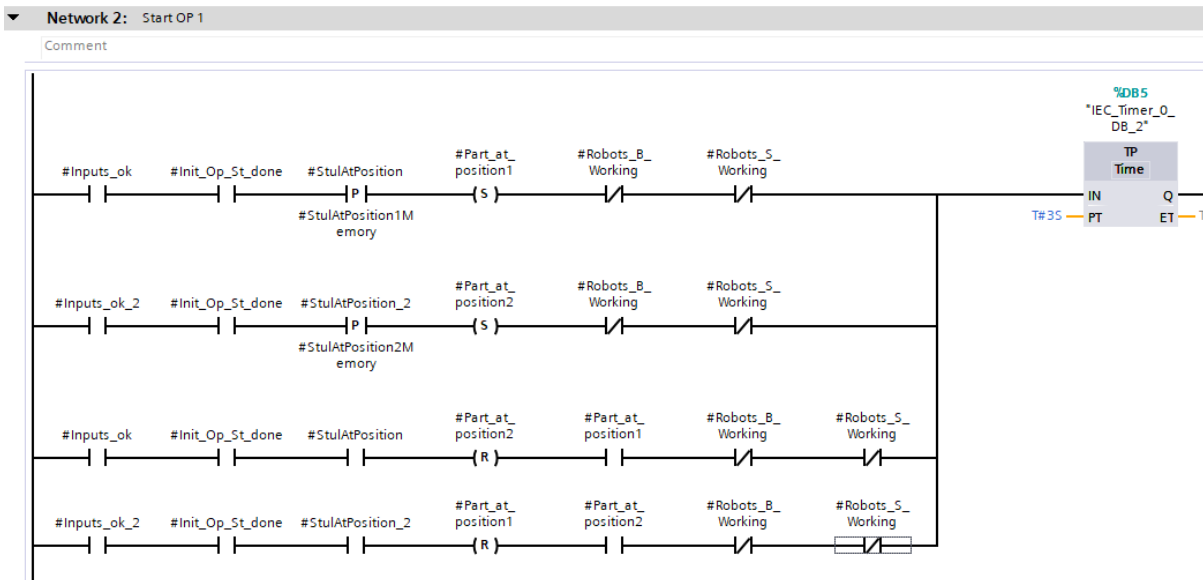 Network 2: Start OP 1
Comment
%DB5
"IEC_Timer_0_
DB_2"
TP
Time
IN Q
T#3S PT ET T
#Inputs_ok #Init_Op_St_done #StulAtPosition #Part_at_
position1 #Robots_B_
Working #Robots_S_
Working
P S
#StulAtPosition1M
emory
#Inputs_ok_2 #Init_Op_St_done #StulAtPosition_2 #Part_at_
position2 #Robots_B_
Working #Robots_S_
Working
P S
#StulAtPosition2M
emory
#Inputs_ok #Init_Op_St_done #StulAtPosition #Part_at_
position2 #Part_at_
position1 #Robots_B_
Working #Robots_S_
Working
R
#Inputs_ok_2 #Init_Op_St_done #StulAtPosition_2 #Part_at_
position1 #Part_at_
position2 #Robots_B_
Working #Robots_S_
Working
R